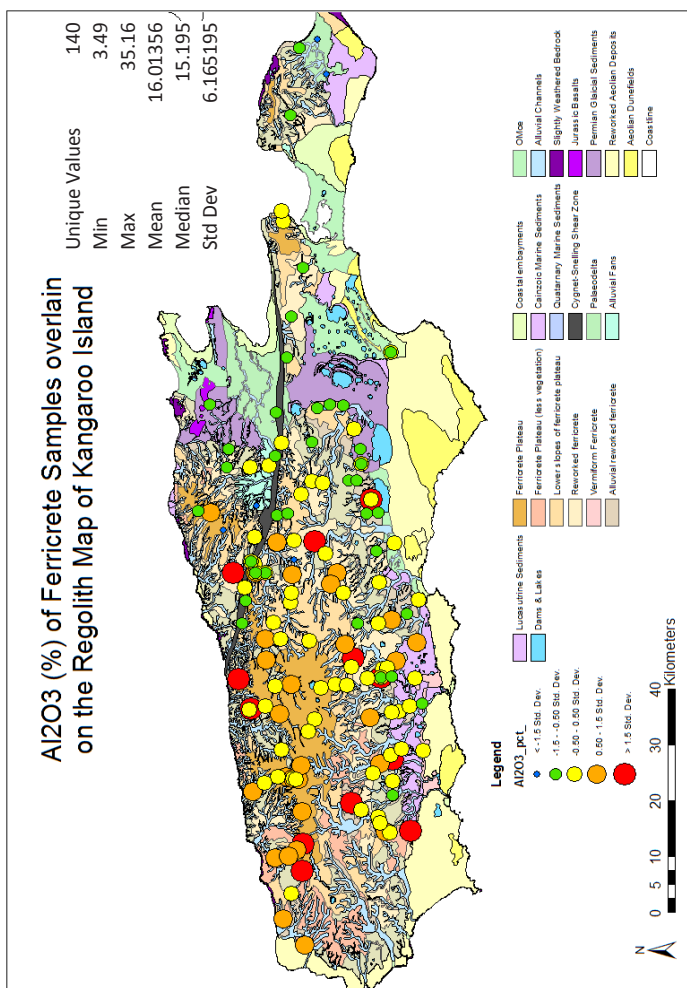 Al2O3 (%) of Ferricrete Samples overlain
on the Regolith Map of Kangaroo Island
Unique Values 140
Min 3.49
Max 35.16
Mean 16.01356
Median 15.195
Std Dev 6.165195
Legend
Al2O3_pct_
< -1.5 Std. Dev.
-1.5 - -0.50 Std. Dev.
-0.50 - 0.50 Std. Dev.
0.50 - 1.5 Std. Dev.
> 1.5 Std. Dev.
Lucasutrine Sediments
Dams & Lakes
Ferricrete Plateau
Ferricrete Plateau (less vegetation)
Lower slopes of ferricrete plateau
Reworked ferricrete
Vermiform Ferricrete
Alluvial reworked ferricrete
Coastal embayments
Cainzoic Marine Sediments
Quatarnary Marine Sediments
Cygnet-Snelling Shear Zone
Palaeodelta
Alluvial Fans
OMoe
Alluvial Channels
Slightly Weathered Bedrock
Jurassic Basalts
Permian Glaicial Sediments
Reworked Aeolian Deposits
Aeolian Dunefields
Coastline
N
0 5 10 20 30 40
Kilometers